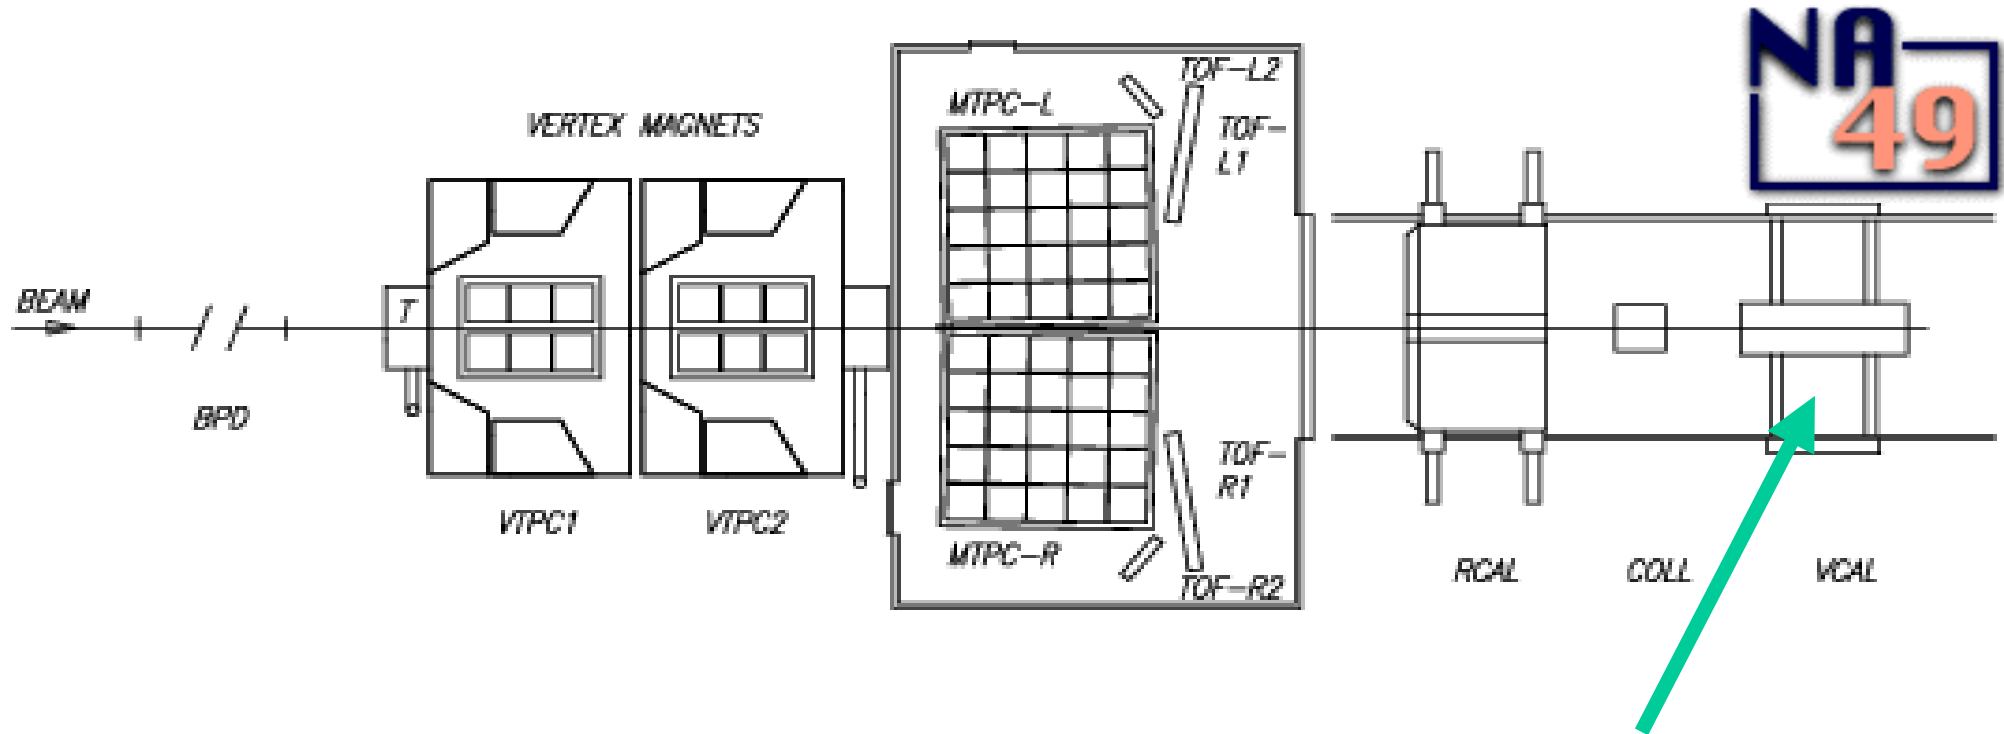 NA
49
TOF-L2
MTPC-L
TOF-
L1
VERTEX MAGNETS
BEAM
T
BPD
TOF-
R1
VTPC1
VTPC2
MTPC-R
TOF-R2
RCAL
COLL
VCAL